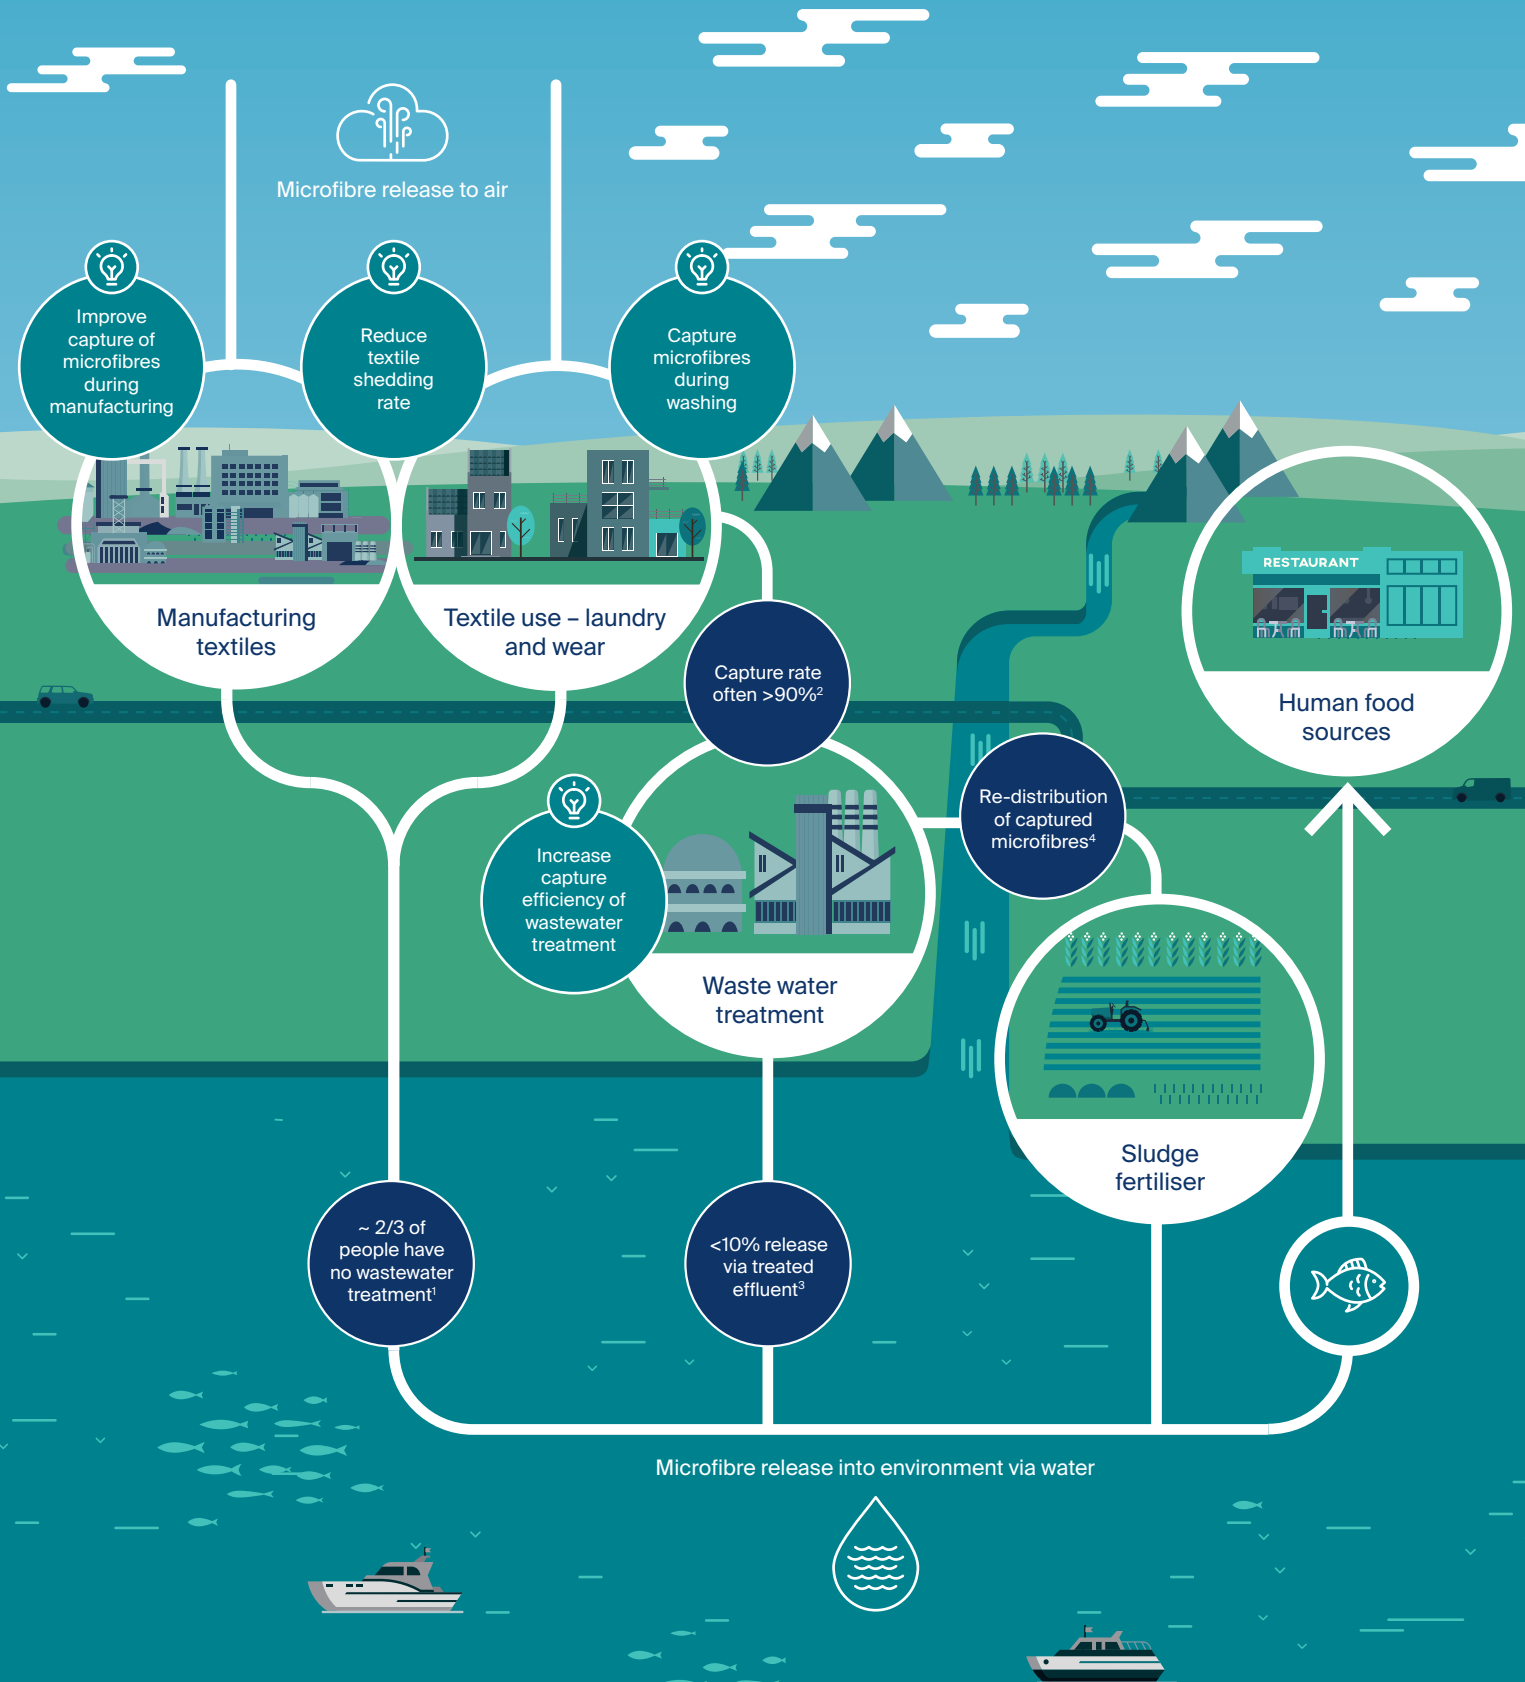 Microfibre release to air
Improve
capture of
microfibres
during
manufacturing
Reduce
textile
shedding
rate
Capture
microfibres
during
washing
Manufacturing
textiles
Textile use – laundry
and wear
RESTAURANT
Human food
sources
Capture rate
often >90%²
Re-distribution
of captured
microfibres⁴
Increase
capture
efficiency of
wastewater
treatment
Waste water
treatment
Sludge
fertiliser
~ 2/3 of
people have
no wastewater
treatment¹
<10% release
via treated
effluent³
Microfibre release into environment via water